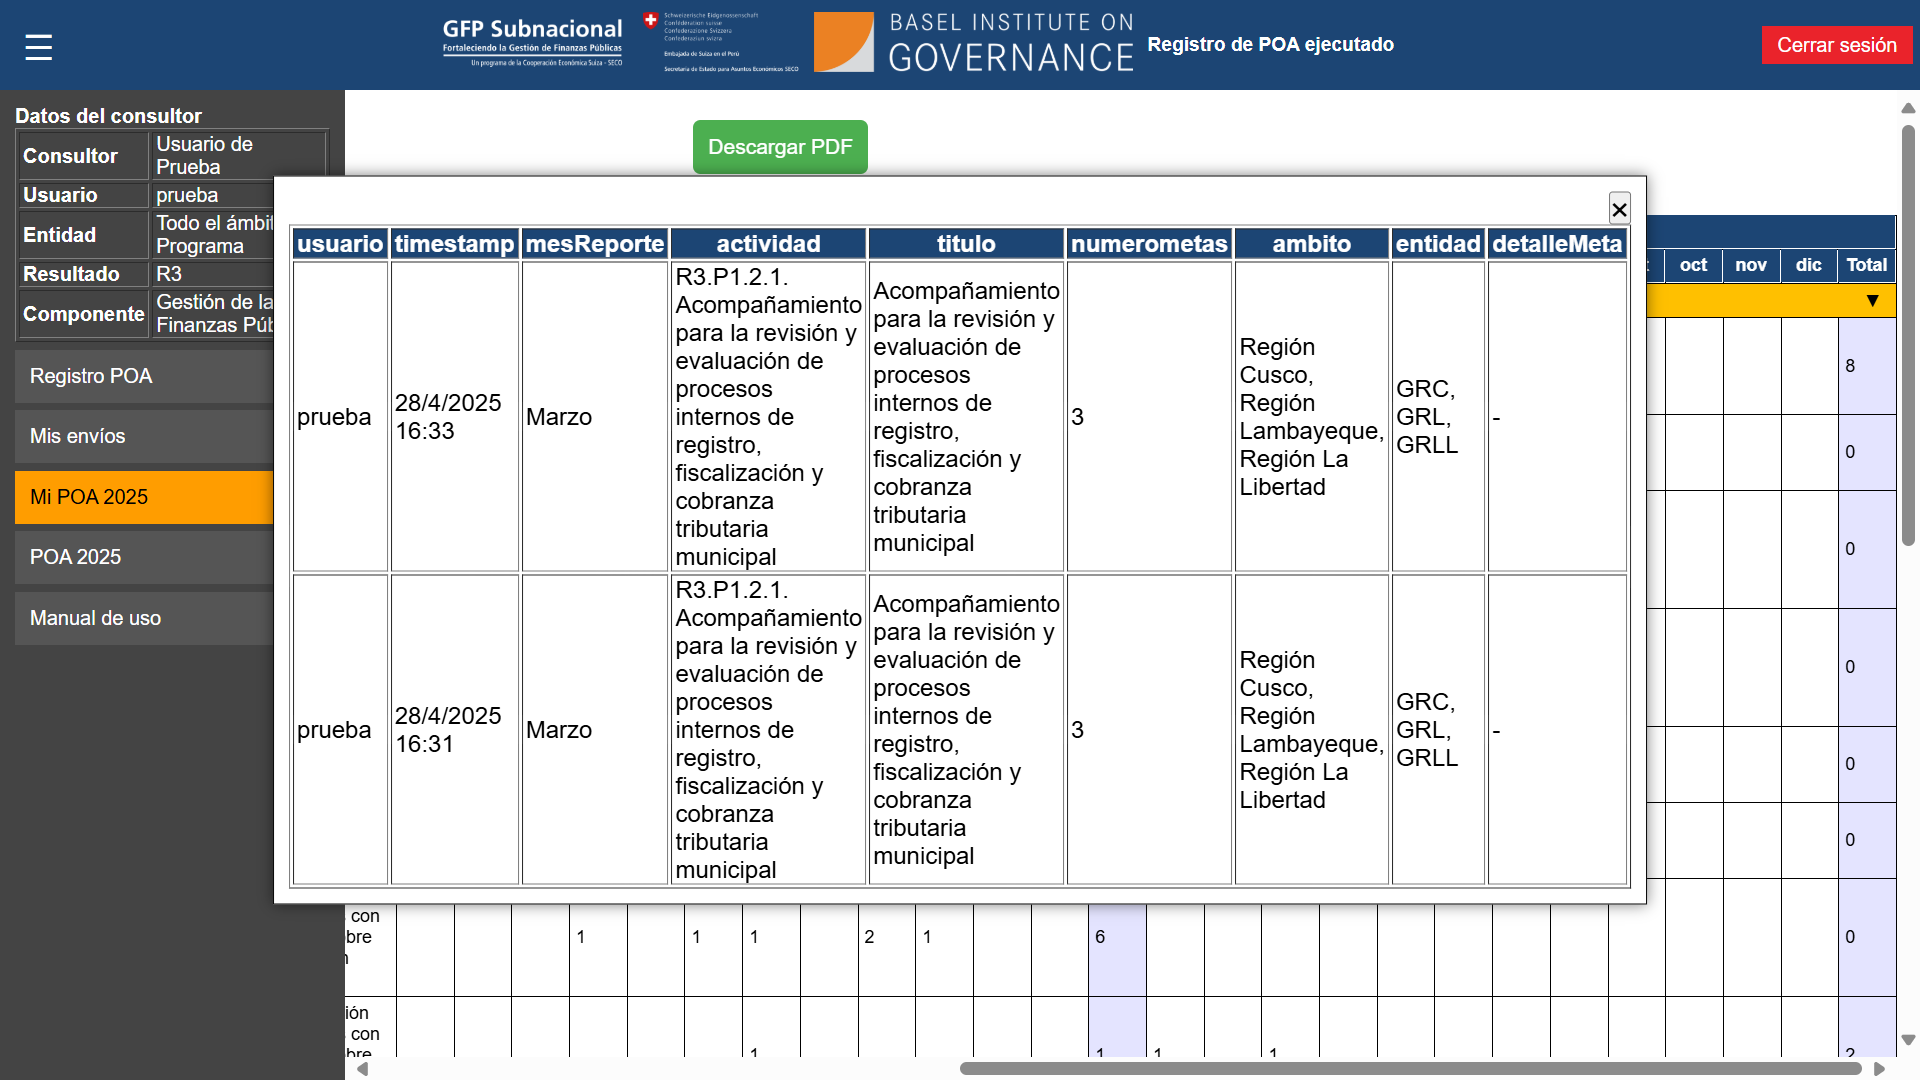 ☰
GFP Subnacional
Fortaleciendo la Gestión de Finanzas Públicas
Un programa de la Cooperación Económica Suiza - SECO
Schweizerische Eidgenossenschaft
Confédération suisse
Confederazione Svizzera
Confederaziun svizra
Embajada de Suiza en el Perú
Secretaría de Estado para Asuntos Económicos SECO
BASEL INSTITUTE ON
GOVERNANCE
Registro de POA ejecutado
Cerrar sesión
Datos del consultor
Consultor
Usuario de
Prueba
Usuario
prueba
Entidad
Todo el ámbit
Programa
Resultado
R3
Componente
Gestión de la
Finanzas Púb
Registro POA
Mis envíos
Mi POA 2025
POA 2025
Manual de uso
Descargar PDF
×
usuario timestamp mesReporte actividad titulo numerometas ambito entidad detalleMeta
prueba
28/4/2025
16:33
Marzo
R3.P1.2.1.
Acompañamiento
para la revisión y
evaluación de
procesos
internos de
registro,
fiscalización y
cobranza
tributaria
municipal
Acompañamiento
para la revisión y
evaluación de
procesos
internos de
registro,
fiscalización y
cobranza
tributaria
municipal
3
Región
Cusco,
Región
Lambayeque,
Región La
Libertad
GRC,
GRL,
GRLL
-
prueba
28/4/2025
16:31
Marzo
R3.P1.2.1.
Acompañamiento
para la revisión y
evaluación de
procesos
internos de
registro,
fiscalización y
cobranza
tributaria
municipal
Acompañamiento
para la revisión y
evaluación de
procesos
internos de
registro,
fiscalización y
cobranza
tributaria
municipal
3
Región
Cusco,
Región
Lambayeque,
Región La
Libertad
GRC,
GRL,
GRLL
-
oct nov dic Total
▼
8
0
0
0
0
0
con
bre
1 1 1 2 1 6 0
ión
con
bre
1 1 1 1 2